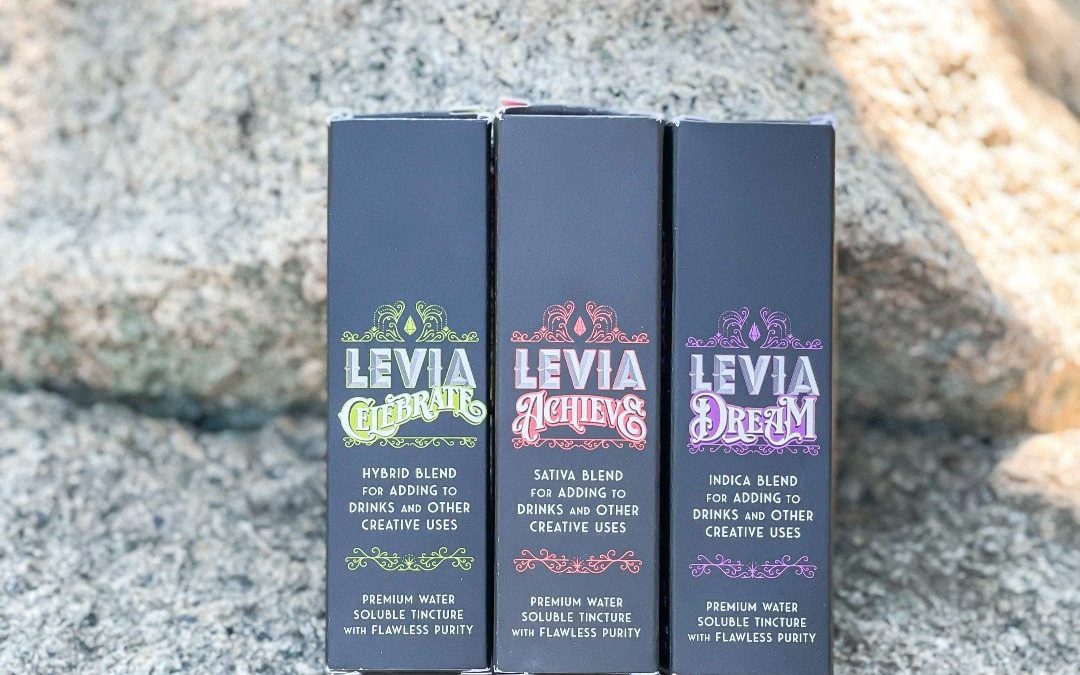 LEVIA
CELEBRATE
HYBRID BLEND
FOR ADDING TO
DRINKS AND OTHER
CREATIVE USES
PREMIUM WATER
SOLUBLE TINCTURE
WITH FLAWLESS PURITY
LEVIA
ACHIEVE
SATIVA BLEND
FOR ADDING TO
DRINKS AND OTHER
CREATIVE USES
PREMIUM WATER
SOLUBLE TINCTURE
WITH FLAWLESS PURITY
LEVIA
DREAM
INDICA BLEND
FOR ADDING TO
DRINKS AND OTHER
CREATIVE USES
PREMIUM WATER
SOLUBLE TINCTURE
WITH FLAWLESS PURITY